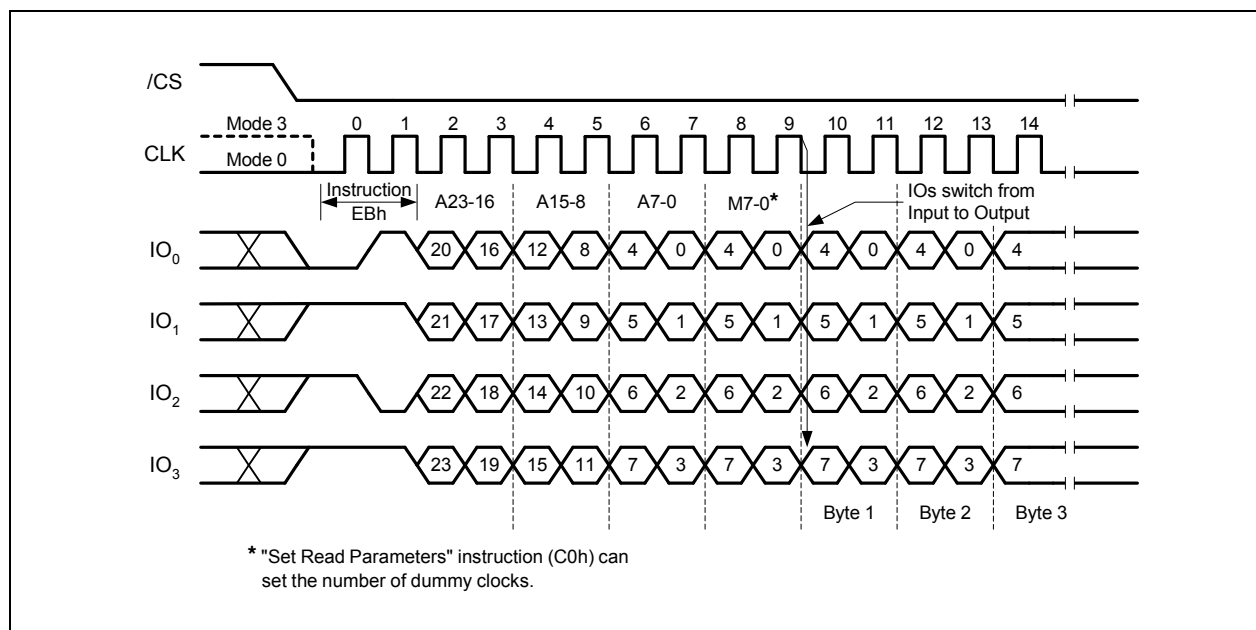 /CS
Mode 3 0 1 2 3 4 5 6 7 8 9 10 11 12 13 14
CLK
Mode 0
Instruction
EBh
A23-16 A15-8 A7-0 M7-0*
IOs switch from
Input to Output
IO0 20 16 12 8 4 0 4 0 4 0 4 0 4
IO1 21 17 13 9 5 1 5 1 5 1 5 1 5
IO2 22 18 14 10 6 2 6 2 6 2 6 2 6
IO3 23 19 15 11 7 3 7 3 7 3 7 3 7
Byte 1 Byte 2 Byte 3
* "Set Read Parameters" instruction (C0h) can
set the number of dummy clocks.